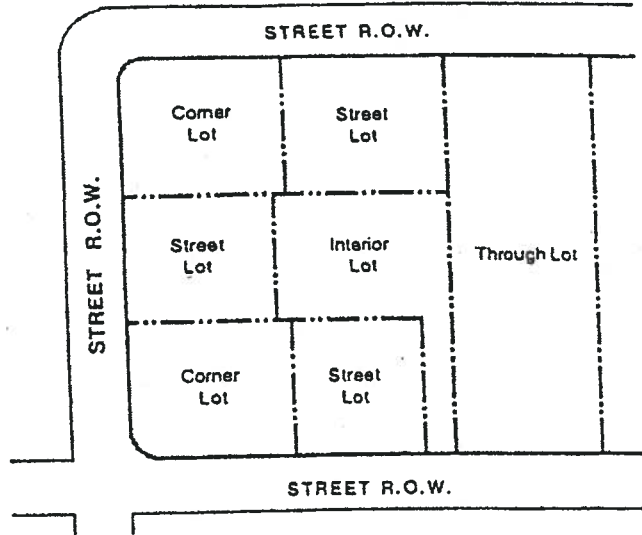 STREET R.O.W.
Corner
Lot
Street
Lot
STREET R.O.W.
Street
Lot
Interior
Lot
Through Lot
Corner
Lot
Street
Lot
STREET R.O.W.